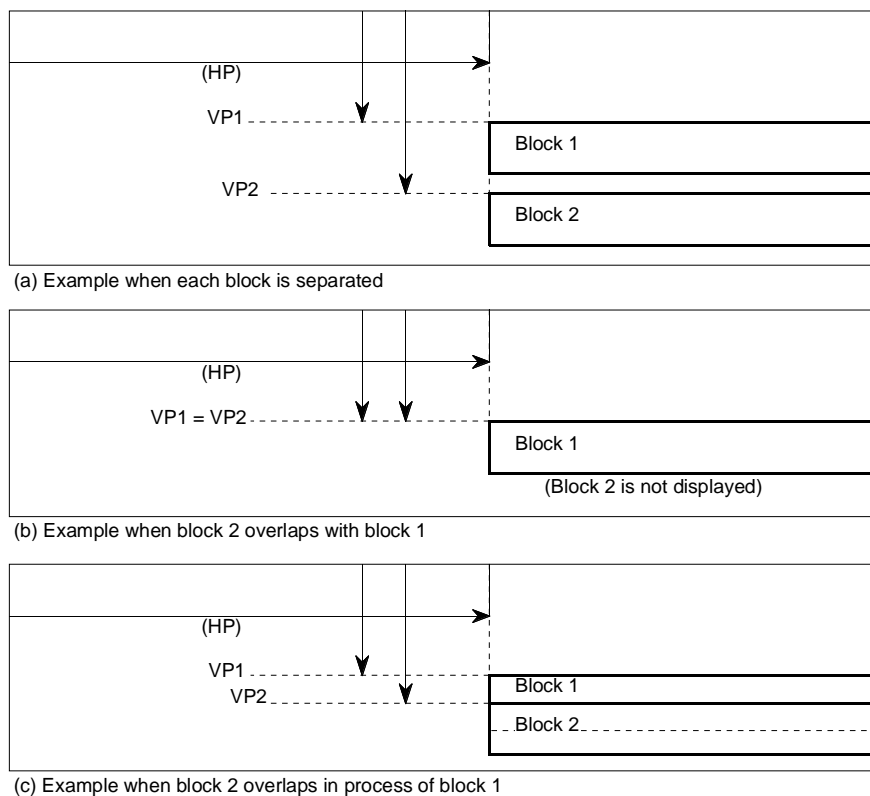 (HP)
VP1
Block 1
VP2
Block 2
(a) Example when each block is separated
(HP)
VP1 = VP2
Block 1
(Block 2 is not displayed)
(b) Example when block 2 overlaps with block 1
(HP)
VP1
Block 1
VP2
Block 2
(c) Example when block 2 overlaps in process of block 1